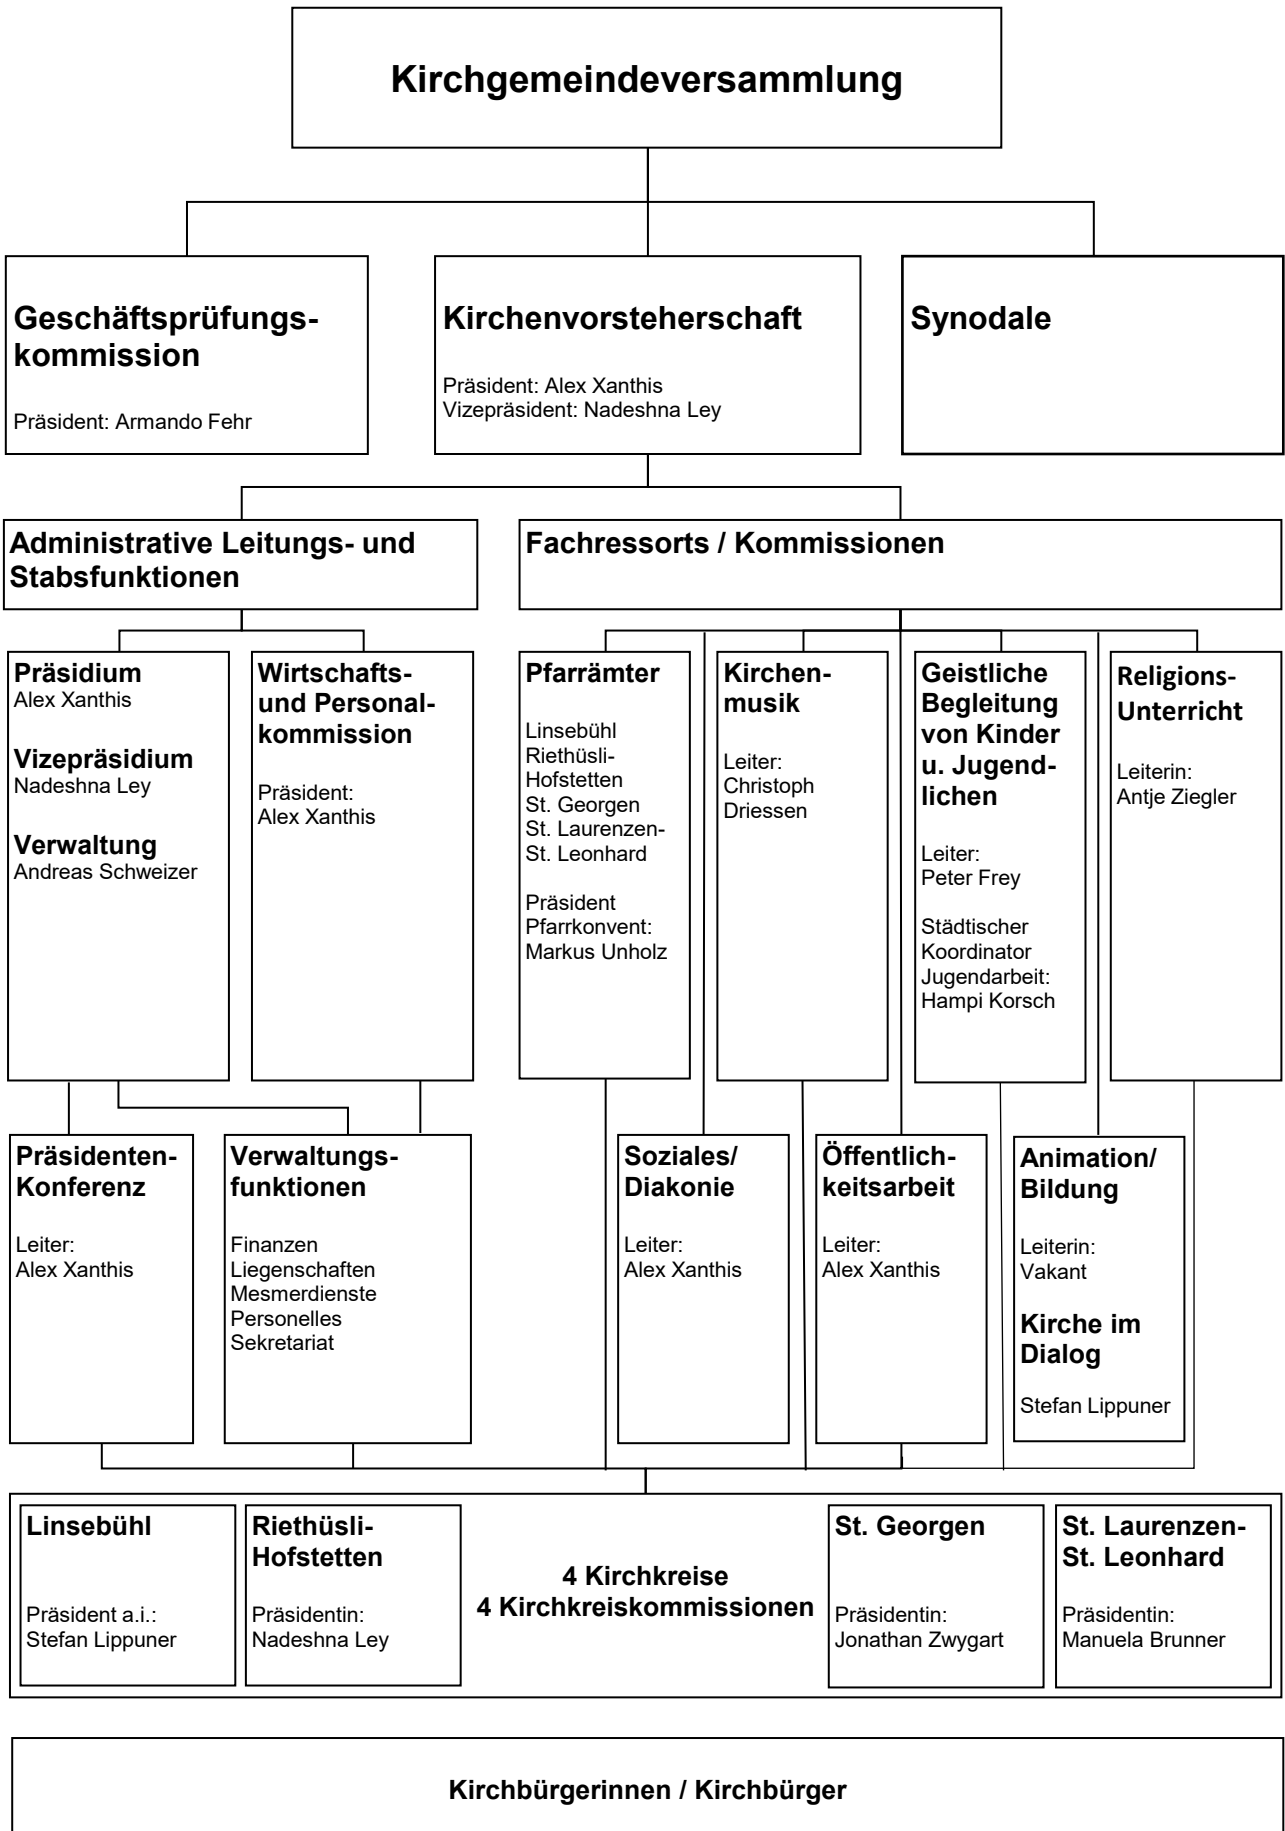 Kirchgemeindeversammlung
Geschäftsprüfungs-
kommission
Präsident: Armando Fehr
Kirchenvorsteherschaft
Präsident: Alex Xanthis
Vizepräsident: Nadeshna Ley
Synodale
Administrative Leitungs- und
Stabsfunktionen
Fachressorts / Kommissionen
Präsidium
Alex Xanthis
Vizepräsidium
Nadeshna Ley
Verwaltung
Andreas Schweizer
Wirtschafts-
und Personal-
kommission
Präsident:
Alex Xanthis
Pfarrämter
Linsebühl
Riethüsli-
Hofstetten
St. Georgen
St. Laurenzen-
St. Leonhard
Präsident
Pfarrkonvent:
Markus Unholz
Kirchen-
musik
Leiter:
Christoph
Driessen
Geistliche
Begleitung
von Kinder
u. Jugend-
lichen
Leiter:
Peter Frey
Städtischer
Koordinator
Jugendarbeit:
Hampi Korsch
Religions-
Unterricht
Leiterin:
Antje Ziegler
Präsidenten-
Konferenz
Leiter:
Alex Xanthis
Verwaltungs-
funktionen
Finanzen
Liegenschaften
Mesmerdienste
Personelles
Sekretariat
Soziales/
Diakonie
Leiter:
Alex Xanthis
Öffentlich-
keitsarbeit
Leiter:
Alex Xanthis
Animation/
Bildung
Leiterin:
Vakant
Kirche im
Dialog
Stefan Lippuner
Linsebühl
Präsident a.i.:
Stefan Lippuner
Riethüsli-
Hofstetten
Präsidentin:
Nadeshna Ley
4 Kirchkreise
4 Kirchkreiskommissionen
St. Georgen
Präsidentin:
Jonathan Zwygart
St. Laurenzen-
St. Leonhard
Präsidentin:
Manuela Brunner
Kirchbürgerinnen / Kirchbürger